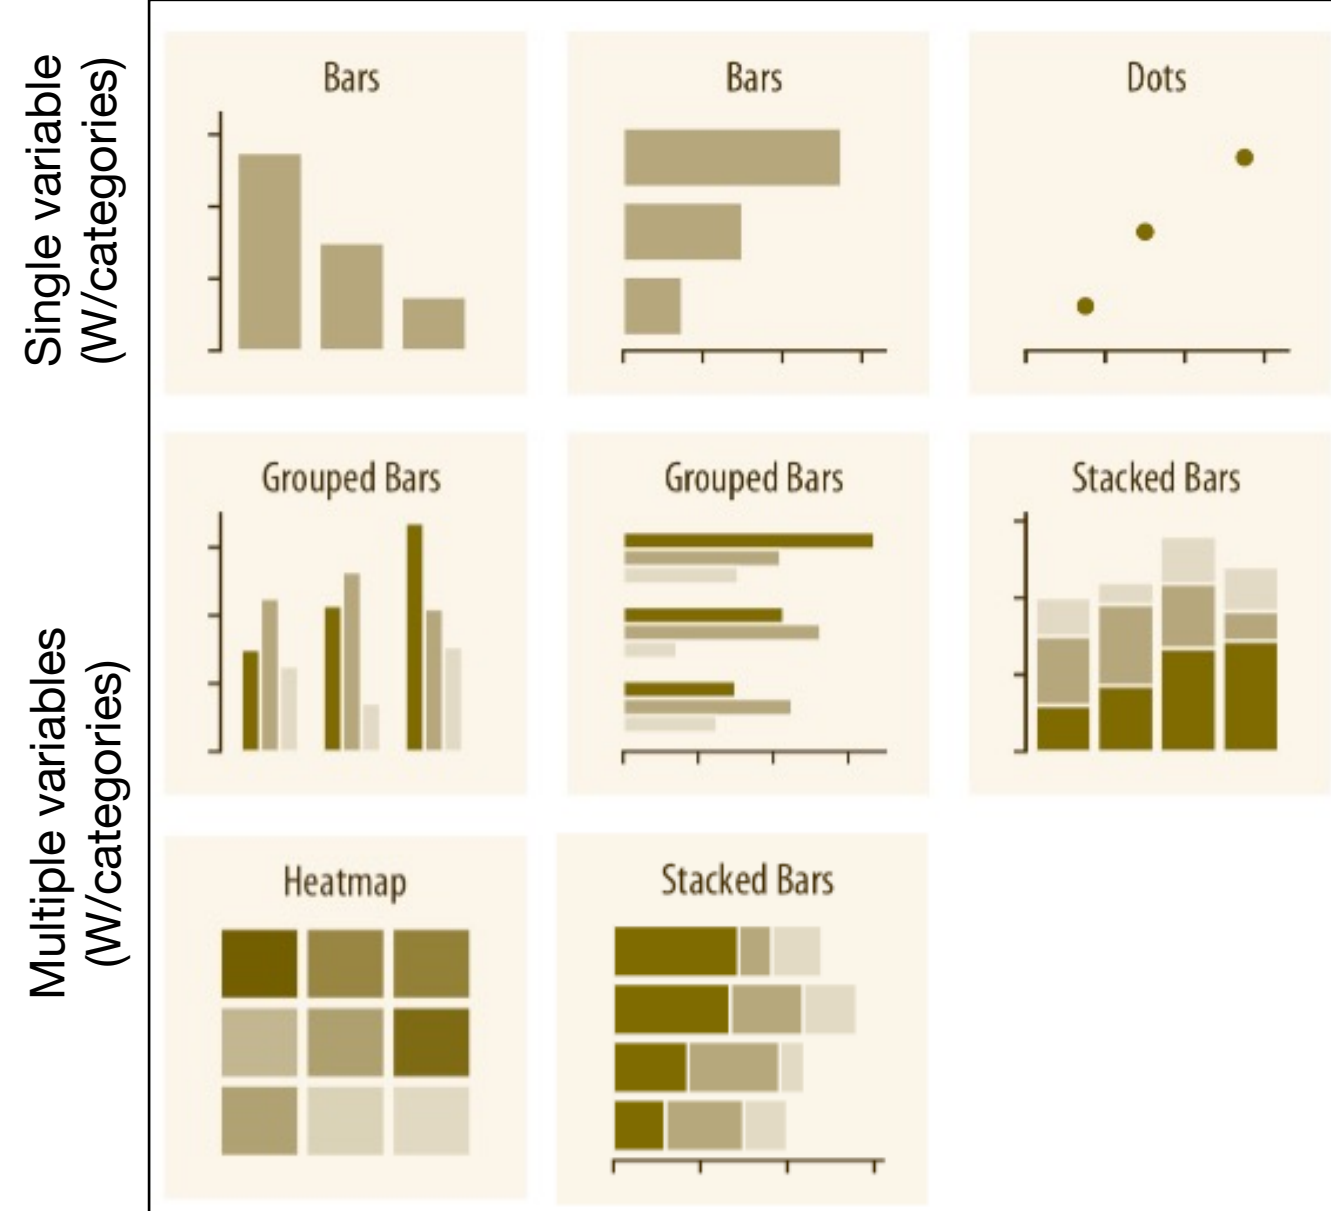 Single variable
(W/categories)
Bars
Bars
Dots
Multiple variables
(W/categories)
Grouped Bars
Grouped Bars
Stacked Bars
Heatmap
Stacked Bars